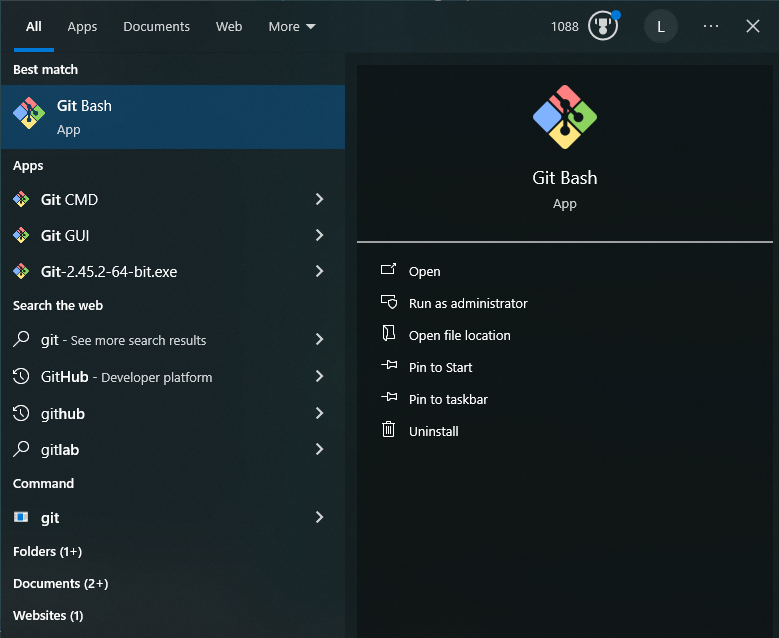 All Apps Documents Web More 1088 L
Best match
Git Bash
App
Apps
Git CMD
Git GUI
Git-2.45.2-64-bit.exe
Search the web
git - See more search results
GitHub - Developer platform
github
gitlab
Command
git
Folders (1+)
Documents (2+)
Websites (1)
Git Bash
App
Open
Run as administrator
Open file location
Pin to Start
Pin to taskbar
Uninstall